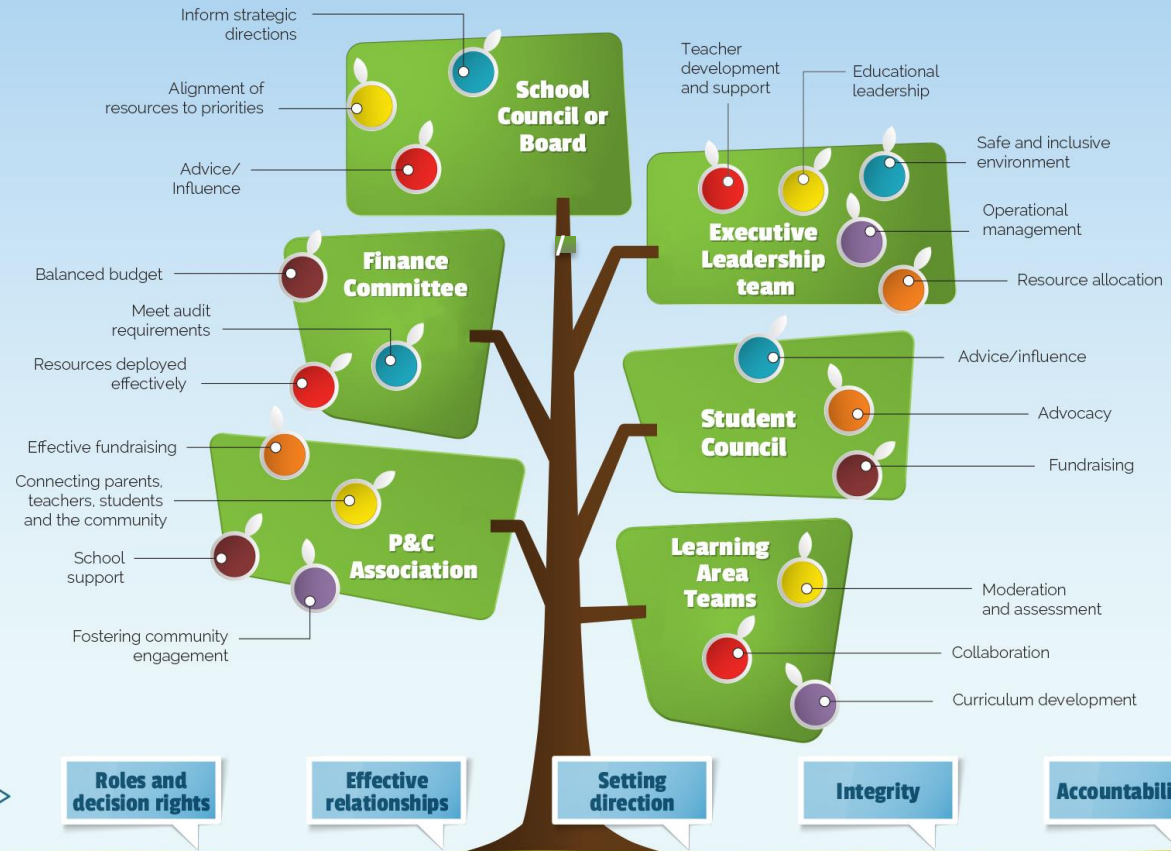 Inform strategic
directions
Alignment of
resources to priorities
Advice/
Influence
School
Council or
Board
Teacher
development
and support
Educational
leadership
Safe and inclusive
environment
Operational
management
Resource allocation
Executive
Leadership
team
Balanced budget
Meet audit
requirements
Resources deployed
effectively
Finance
Committee
Advice/influence
Advocacy
Fundraising
Student
Council
Effective fundraising
Connecting parents,
teachers, students
and the community
School
support
Fostering community
engagement
P&C
Association
Learning
Area
Teams
Moderation
and assessment
Collaboration
Curriculum development
Roles and
decision rights
Effective
relationships
Setting
direction
Integrity
Accountabili